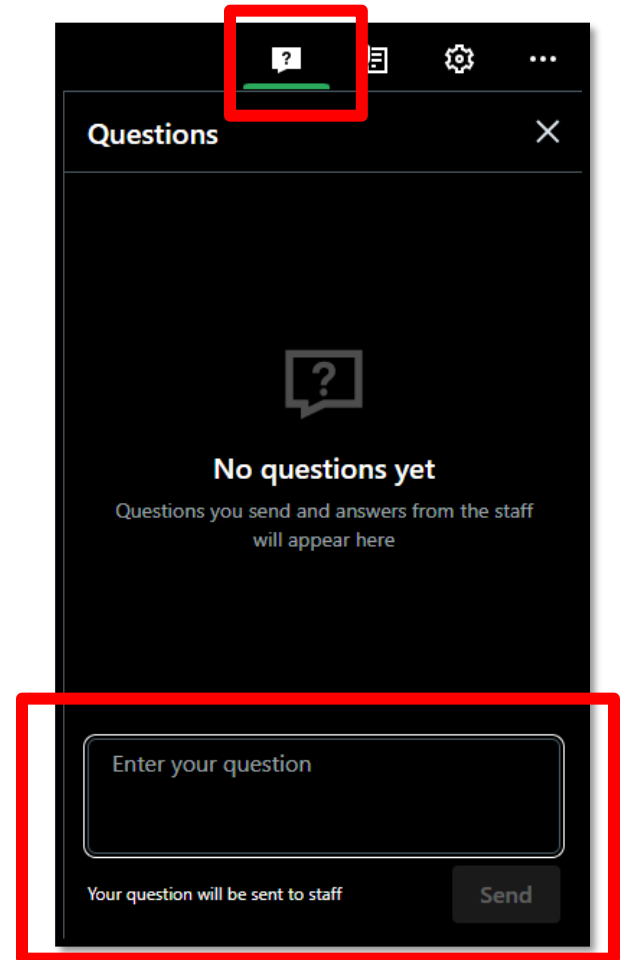 Questions
No questions yet
Questions you send and answers from the staff
will appear here
Enter your question
Your question will be sent to staff
Send